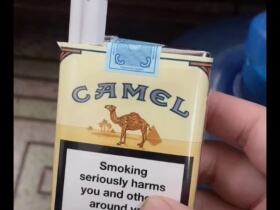 CAMEL
Smoking
seriously harms
you and others
around